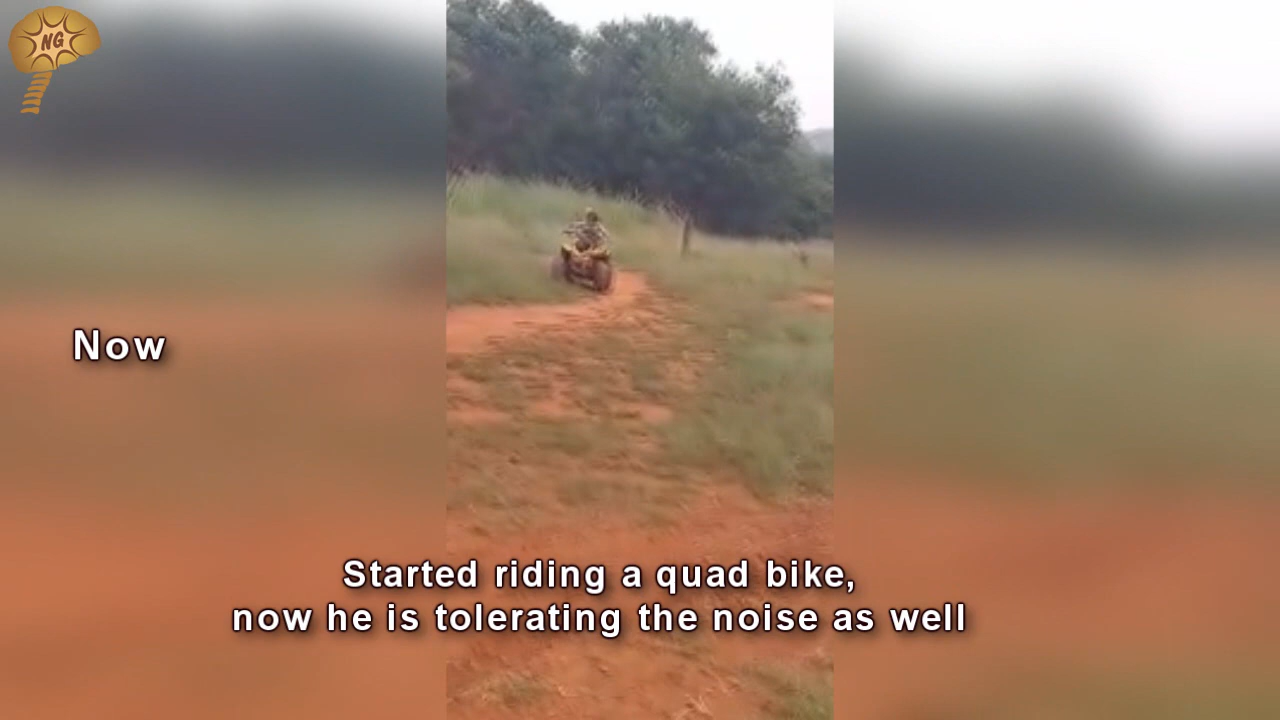 NG
Now
Started riding a quad bike,
now he is tolerating the noise as well